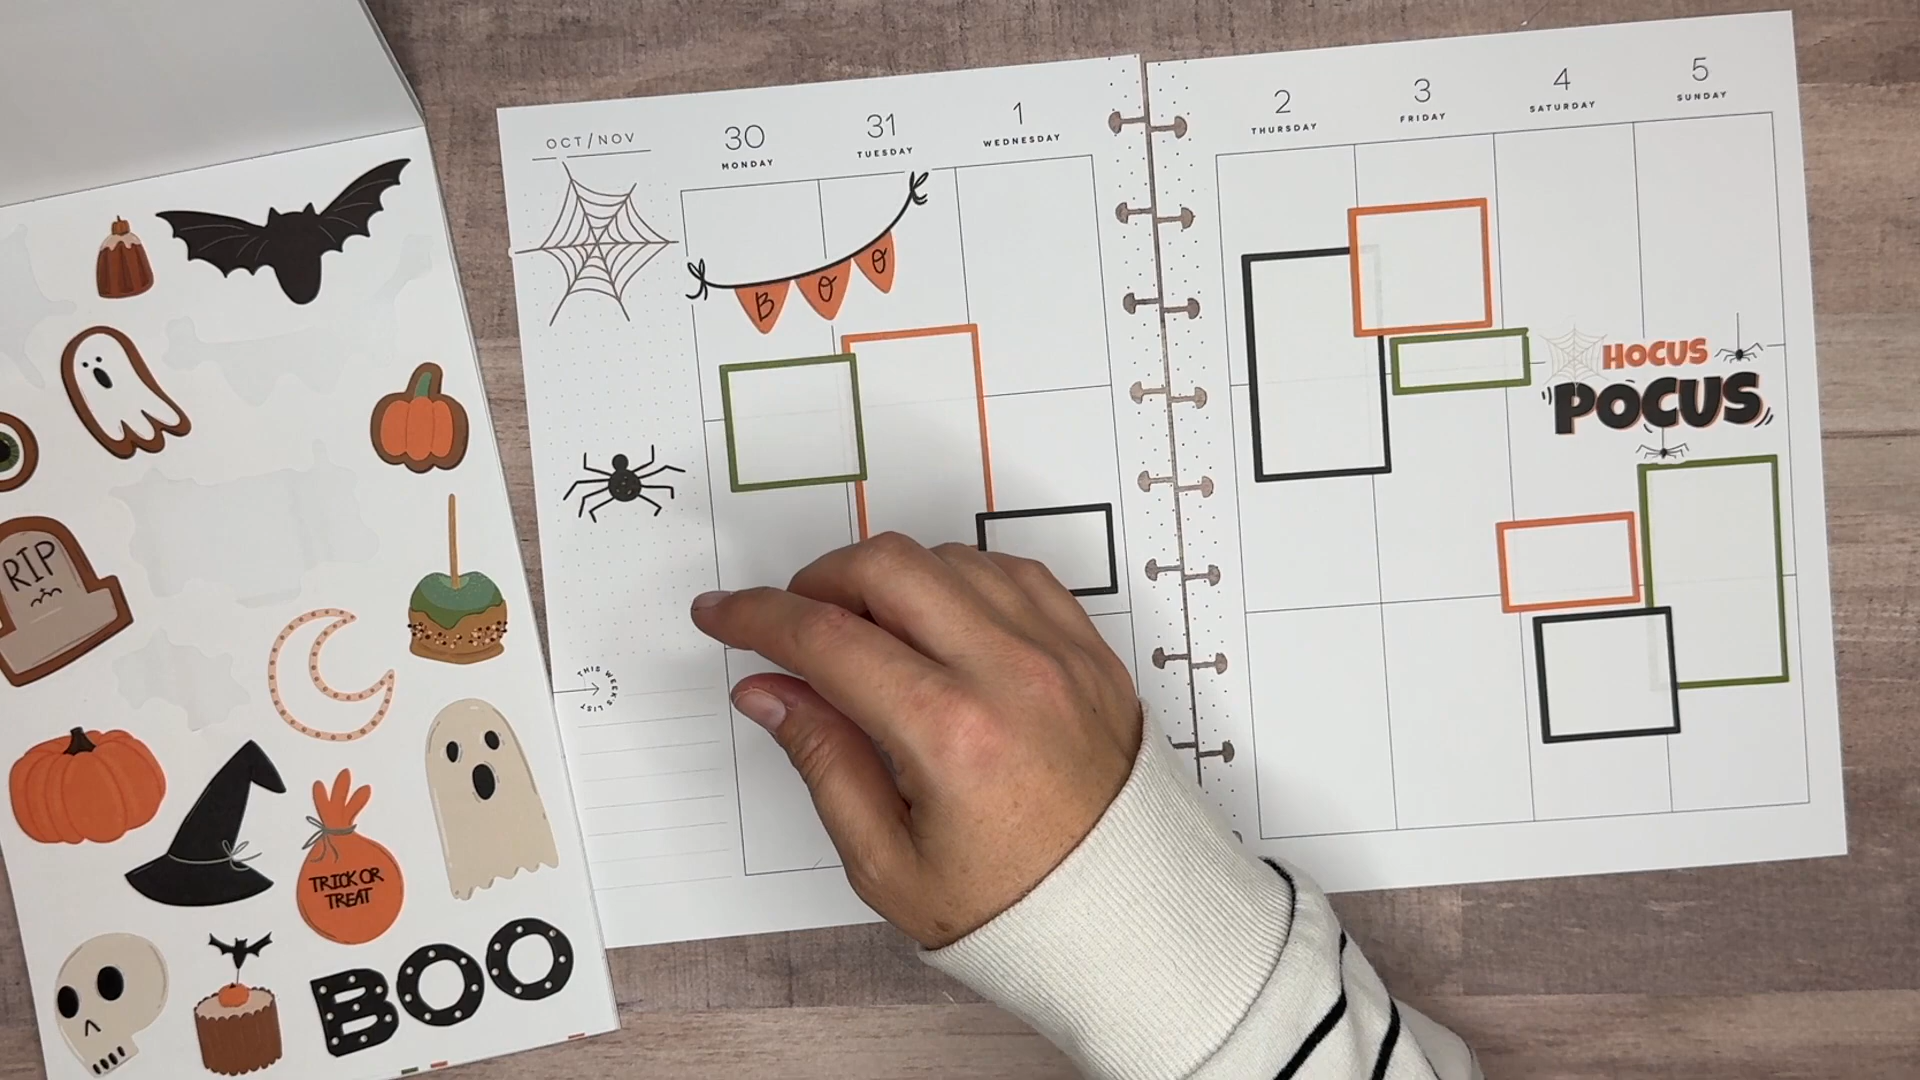 OCT/NOV
30
MONDAY
31
TUESDAY
1
WEDNESDAY
2
THURSDAY
3
FRIDAY
4
SATURDAY
5
SUNDAY
BOO
HOCUS
POCUS
THIS WEEK'S LIST
RIP
TRICK OR
TREAT
BOO